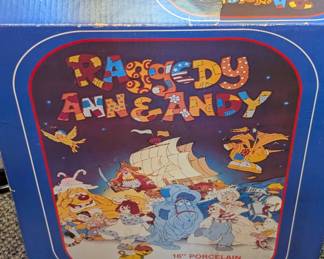 RAGGEDY
ANN & ANDY
16" PORCELAIN